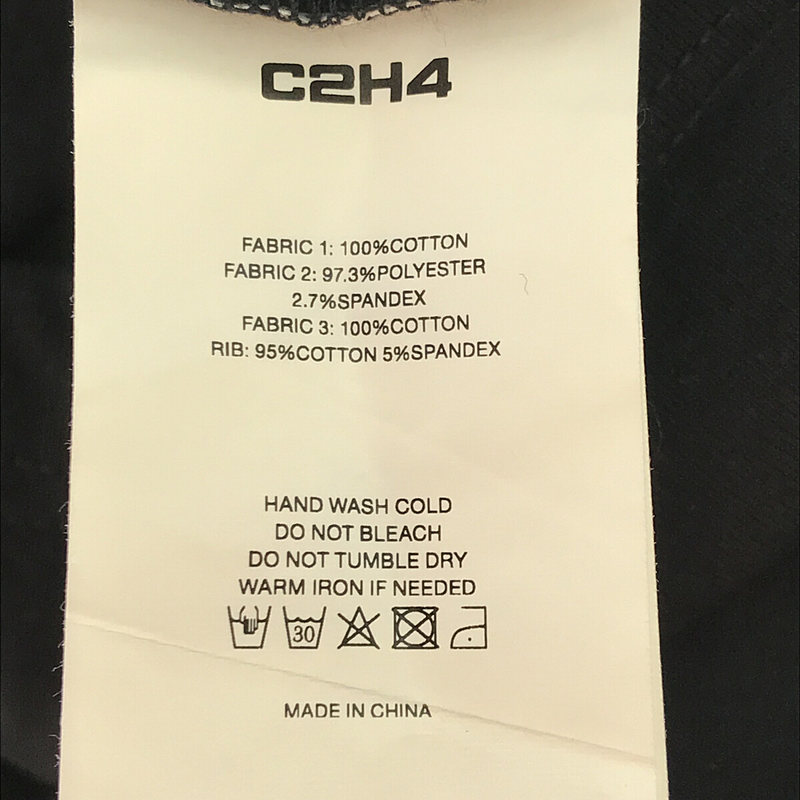 C2H4
FABRIC 1: 100%COTTON
FABRIC 2: 97.3%POLYESTER
2.7%SPANDEX
FABRIC 3: 100%COTTON
RIB: 95%COTTON 5%SPANDEX
HAND WASH COLD
DO NOT BLEACH
DO NOT TUMBLE DRY
WARM IRON IF NEEDED
30
MADE IN CHINA